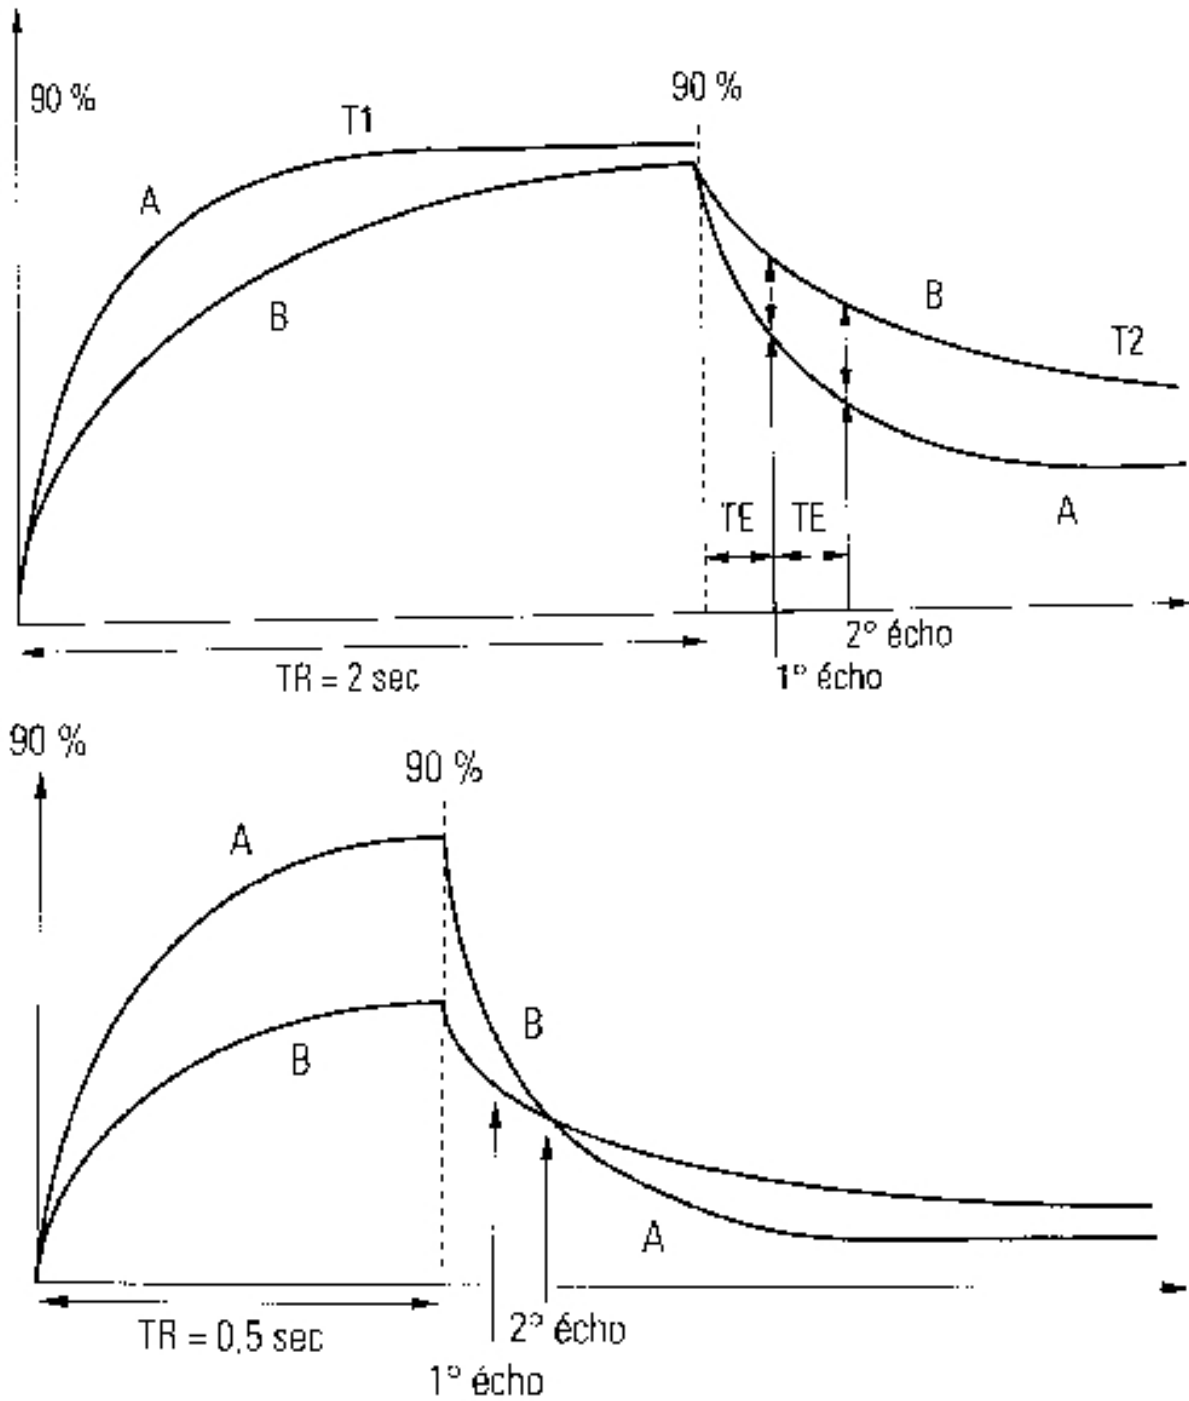 90 %
90 %
T1
A
B
B
T2
A
TE
TE
2° écho
1° écho
TR = 2 sec
90 %
90 %
A
B
B
A
TR = 0,5 sec
2° écho
1° écho